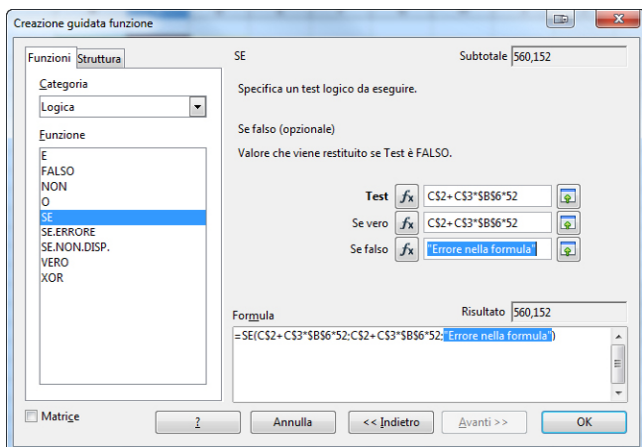 Creazione guidata funzione
Funzioni Struttura
SE
Subtotale 560,152
Categoria
Logica
Specifica un test logico da eseguire.
Funzione
Se falso (opzionale)
Valore che viene restituito se Test è FALSO.
E
FALSO
NON
O
SE
SE.ERRORE
SE.NON.DISP.
VERO
XOR
Test fx C$2+C$3*$B$6*52
Se vero fx C$2+C$3*$B$6*52
Se falso fx "Errore nella formula"
Formula
Risultato 560,152
=SE(C$2+C$3*$B$6*52;C$2+C$3*$B$6*52;"Errore nella formula")
Matrice
?
Annulla
<< Indietro
Avanti >>
OK